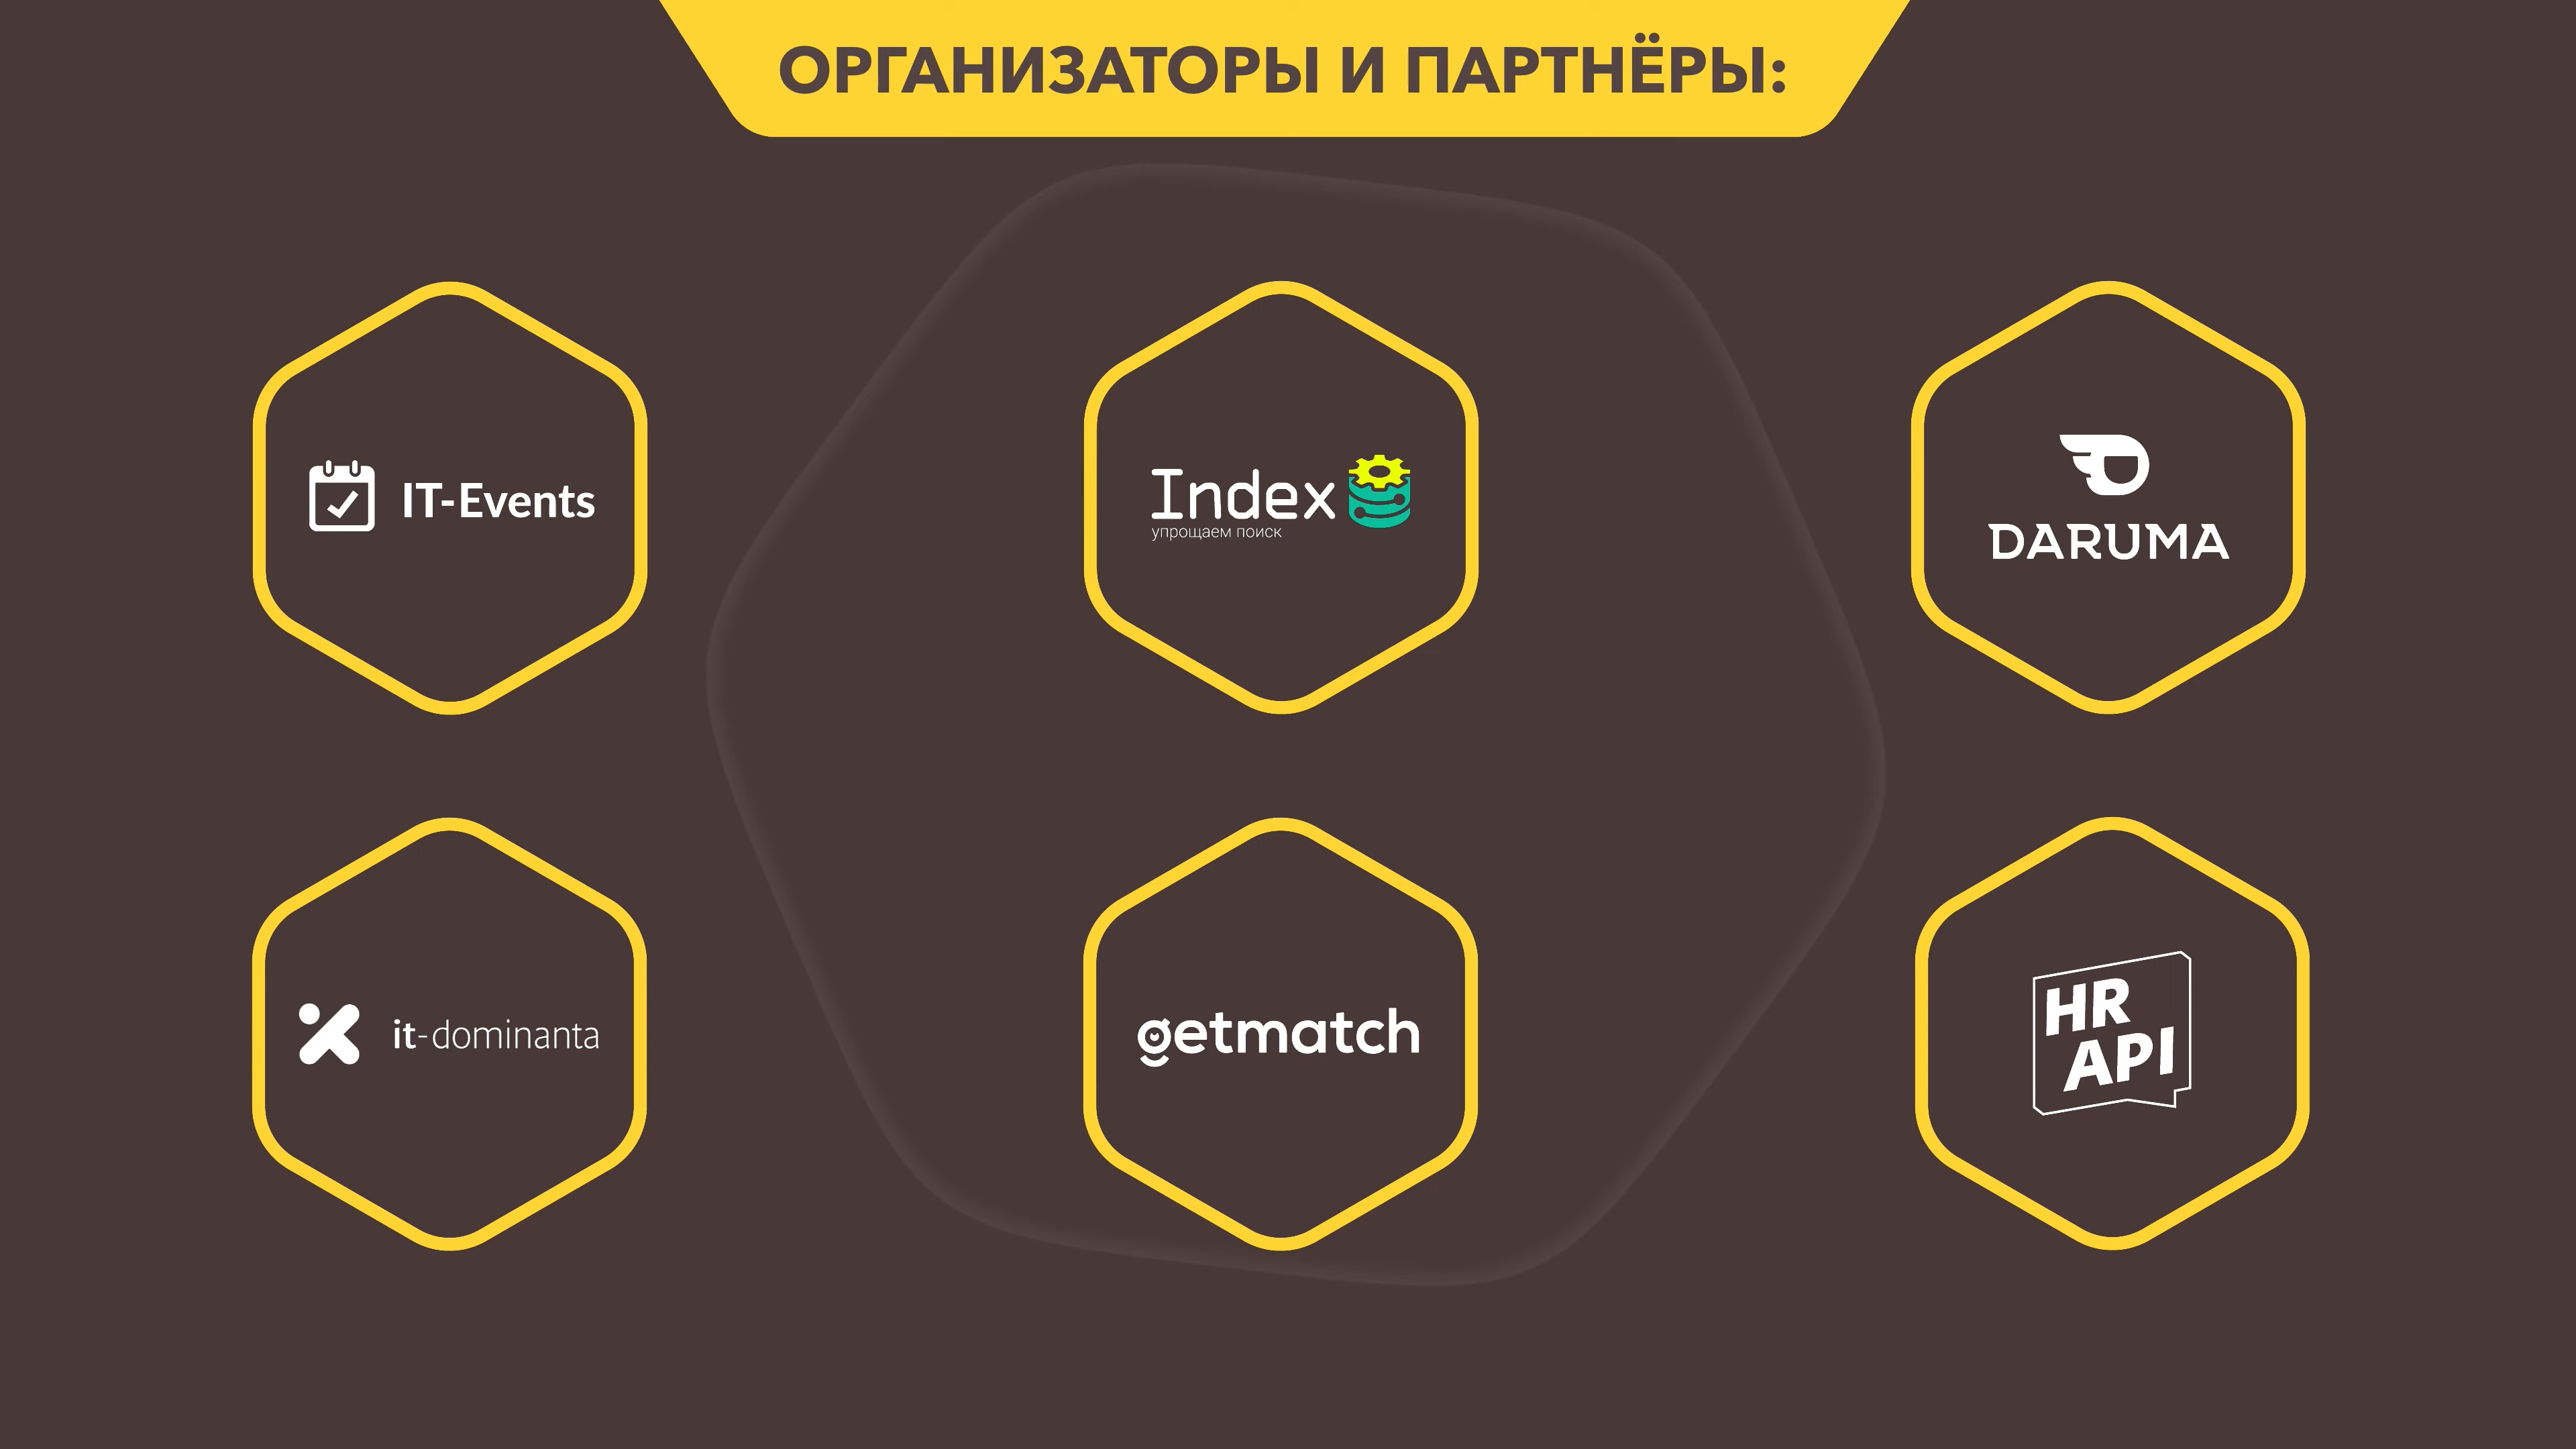 ОРГАНИЗАТОРЫ И ПАРТНЁРЫ:
IT-Events
Index
упрощаем поиск
DARUMA
it-dominanta
getmatch
HR
API